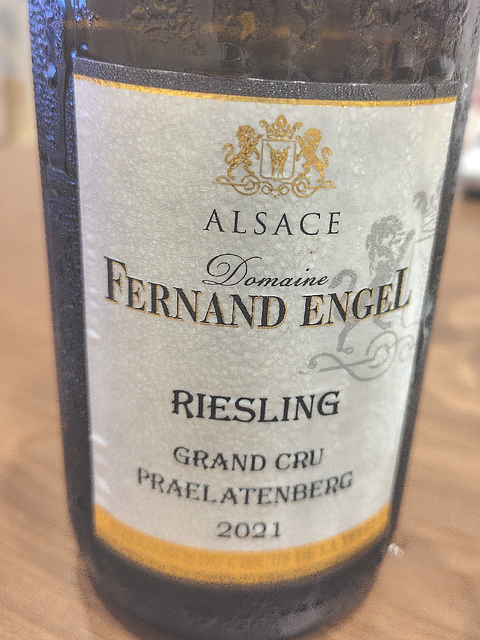 ALSACE
Domaine
FERNAND ENGEL
RIESLING
GRAND CRU
PRAELATENBERG
2021